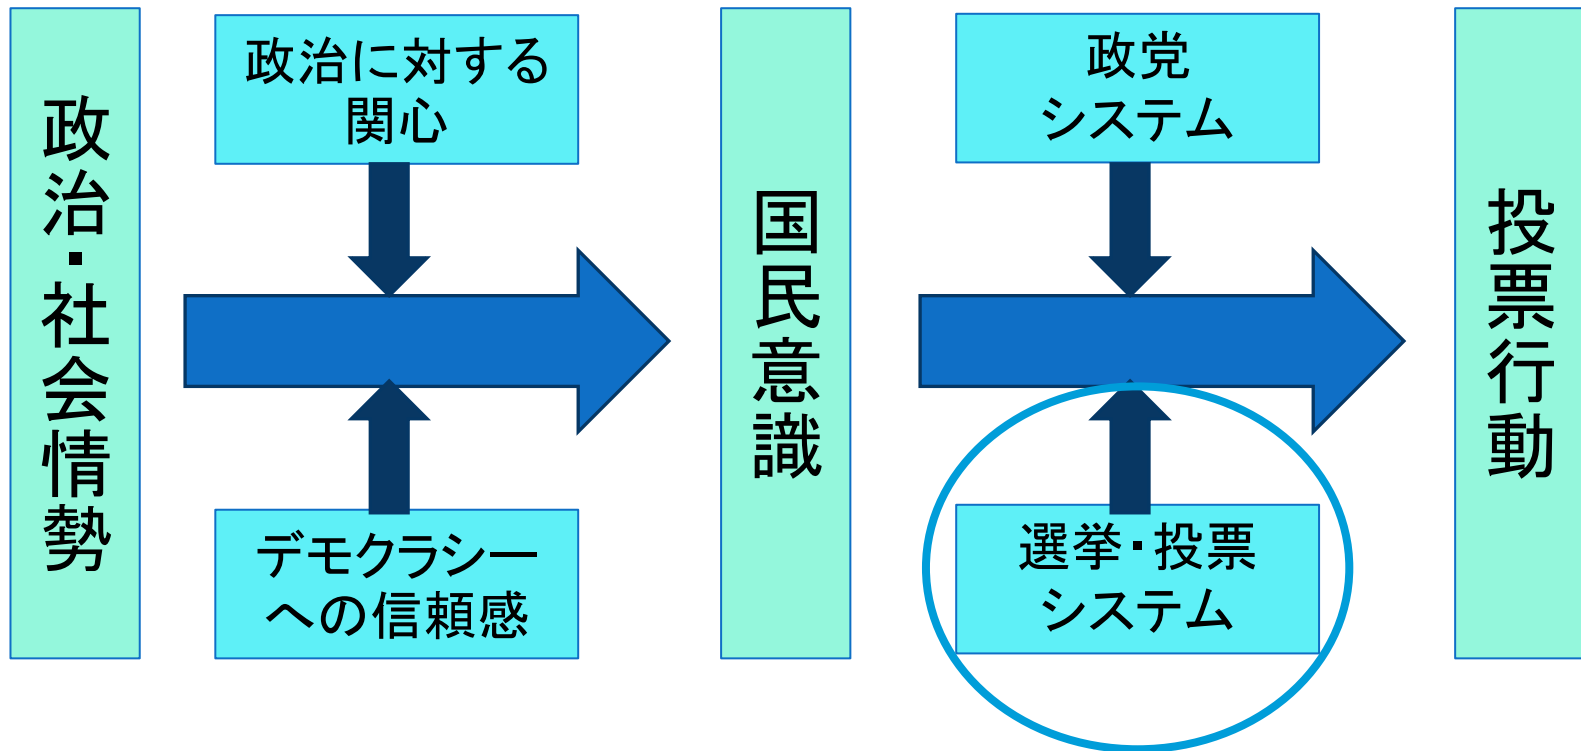 政治・社会情勢
政治に対する
関心
デモクラシー
への信頼感
国民意識
政党
システム
選挙・投票
システム
投票行動